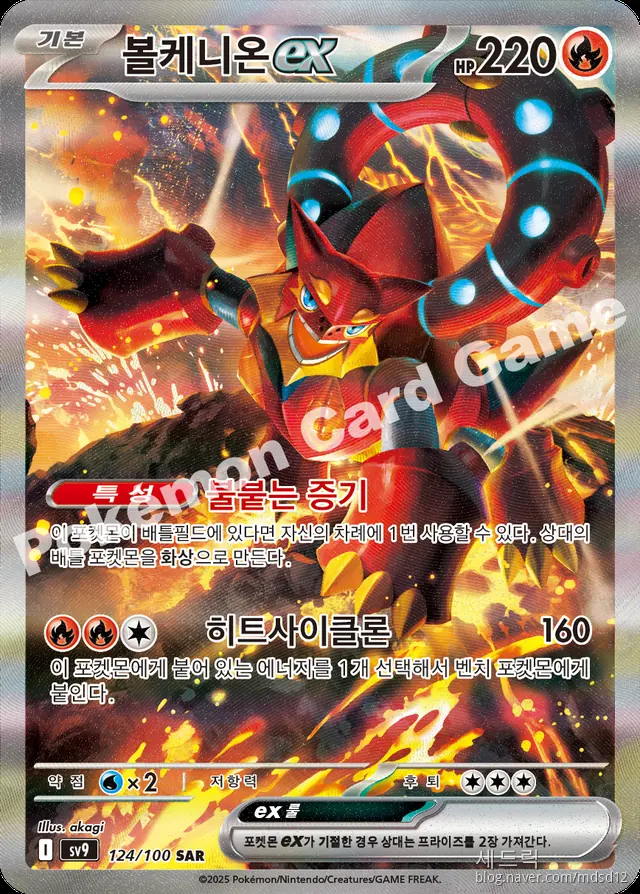 기본 볼케니온 ex HP 220
Pokémon Card Game
특성 불붙는 증기
이 포켓몬이 배틀필드에 있다면 자신의 차례에 1번 사용할 수 있다. 상대의
배틀 포켓몬을 화상으로 만든다.
히트사이클론 160
이 포켓몬에게 붙어 있는 에너지를 1개 선택해서 벤치 포켓몬에게
붙인다.
약점 ×2 저항력 후퇴
ex 룰
포켓몬 ex가 기절한 경우 상대는 프라이즈를 2장 가져간다.
Illus. akagi
I sv9 124/100 SAR
세드릭
blog.naver.com/mdsd12
©2025 Pokémon/Nintendo/Creatures/GAME FREAK.